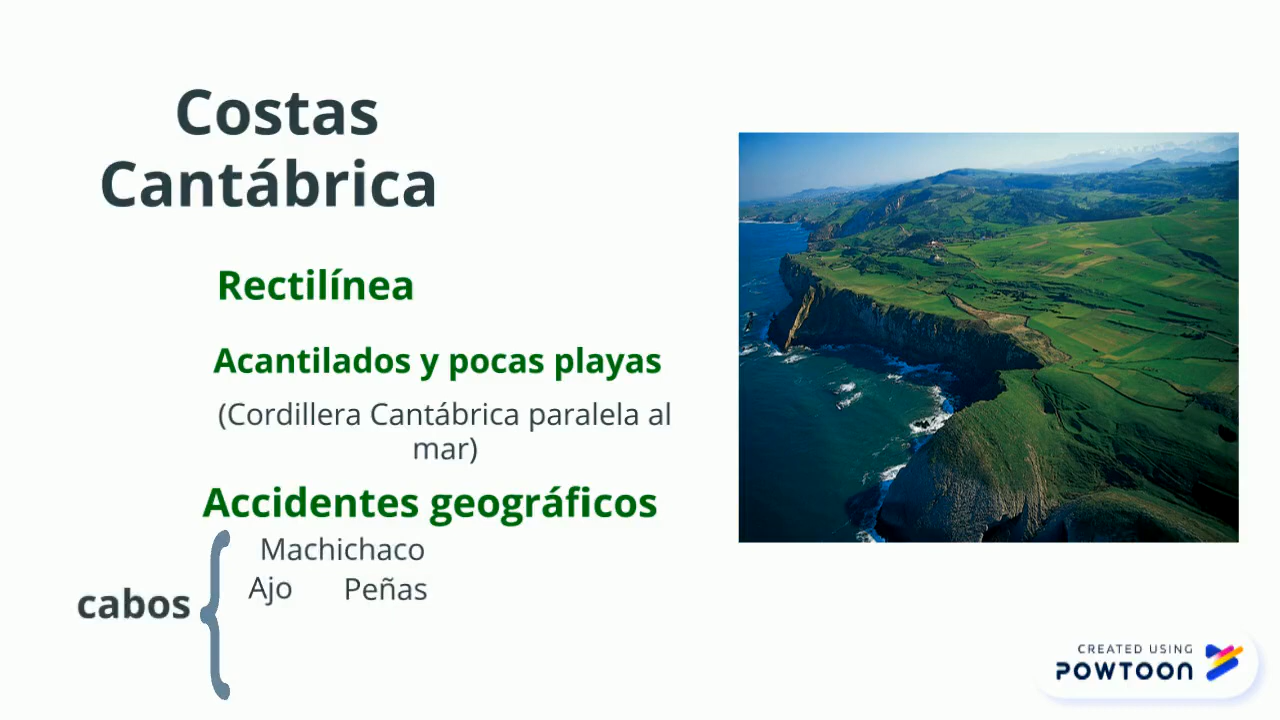 Costas
Cantábrica
Rectilínea
Acantilados y pocas playas
(Cordillera Cantábrica paralela al
mar)
Accidentes geográficos
Machichaco
Ajo Peñas
cabos
CREATED USING
POWTOON